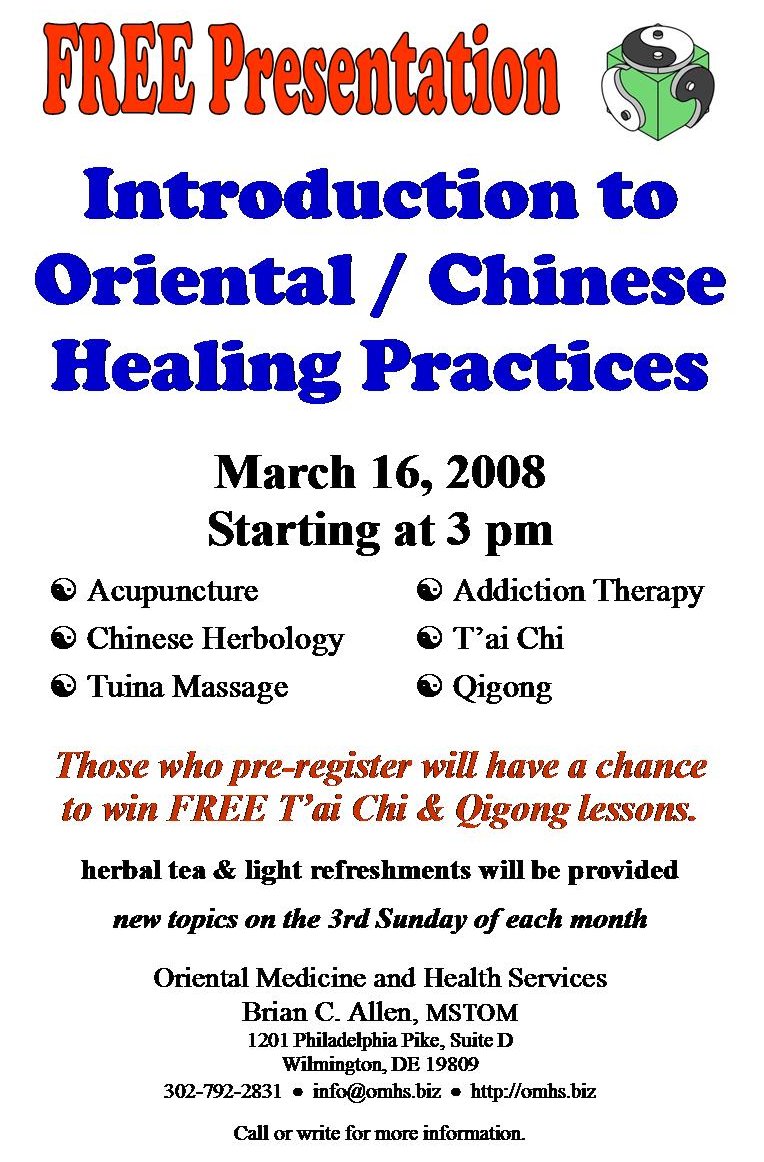 FREE Presentation
Introduction to
Oriental / Chinese
Healing Practices
March 16, 2008
Starting at 3 pm
☯ Acupuncture
☯ Chinese Herbology
☯ Tuina Massage
☯ Addiction Therapy
☯ T’ai Chi
☯ Qigong
Those who pre-register will have a chance
to win FREE T’ai Chi & Qigong lessons.
herbal tea & light refreshments will be provided
new topics on the 3rd Sunday of each month
Oriental Medicine and Health Services
Brian C. Allen, MSTOM
1201 Philadelphia Pike, Suite D
Wilmington, DE 19809
302-792-2831 • info@omhs.biz • http://omhs.biz
Call or write for more information.